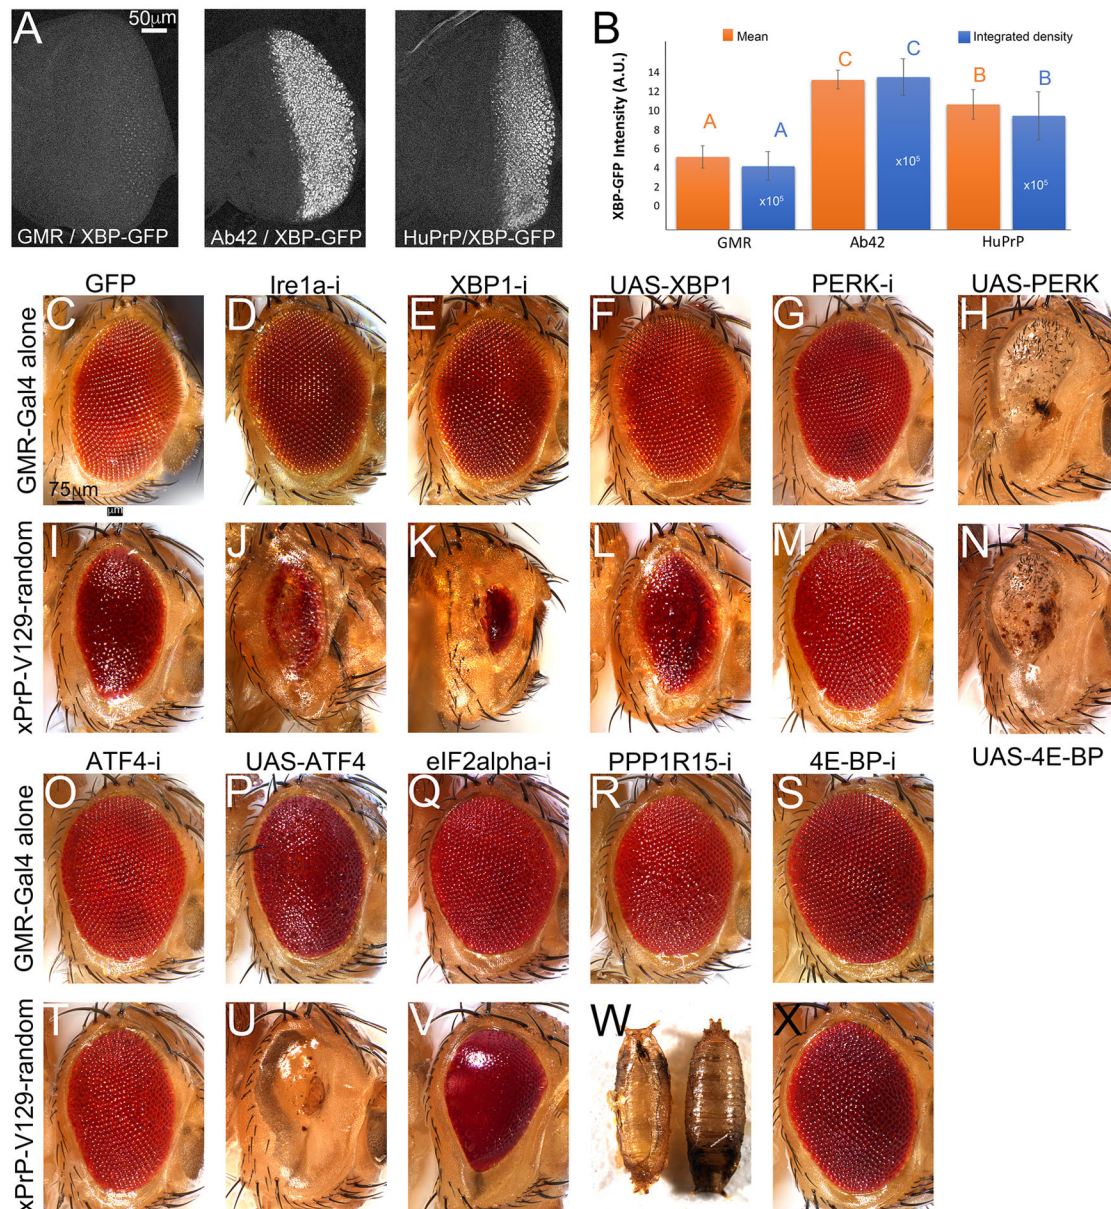 A
50μm
GMR / XBP-GFP
Ab42 / XBP-GFP
HuPrP/XBP-GFP
B
Mean
Integrated density
XBP-GFP Intensity (A.U.)
14
12
10
8
6
4
2
0
A
A
C
C
B
B
x10⁵
x10⁵
x10⁵
GMR
Ab42
HuPrP
GFP
Ire1a-i
XBP1-i
UAS-XBP1
PERK-i
UAS-PERK
GMR-Gal4 alone
C
D
E
F
G
H
75μm
μm
xPrP-V129-random
I
J
K
L
M
N
ATF4-i
UAS-ATF4
eIF2alpha-i
PPP1R15-i
4E-BP-i
UAS-4E-BP
GMR-Gal4 alone
O
P
Q
R
S
xPrP-V129-random
T
U
V
W
X